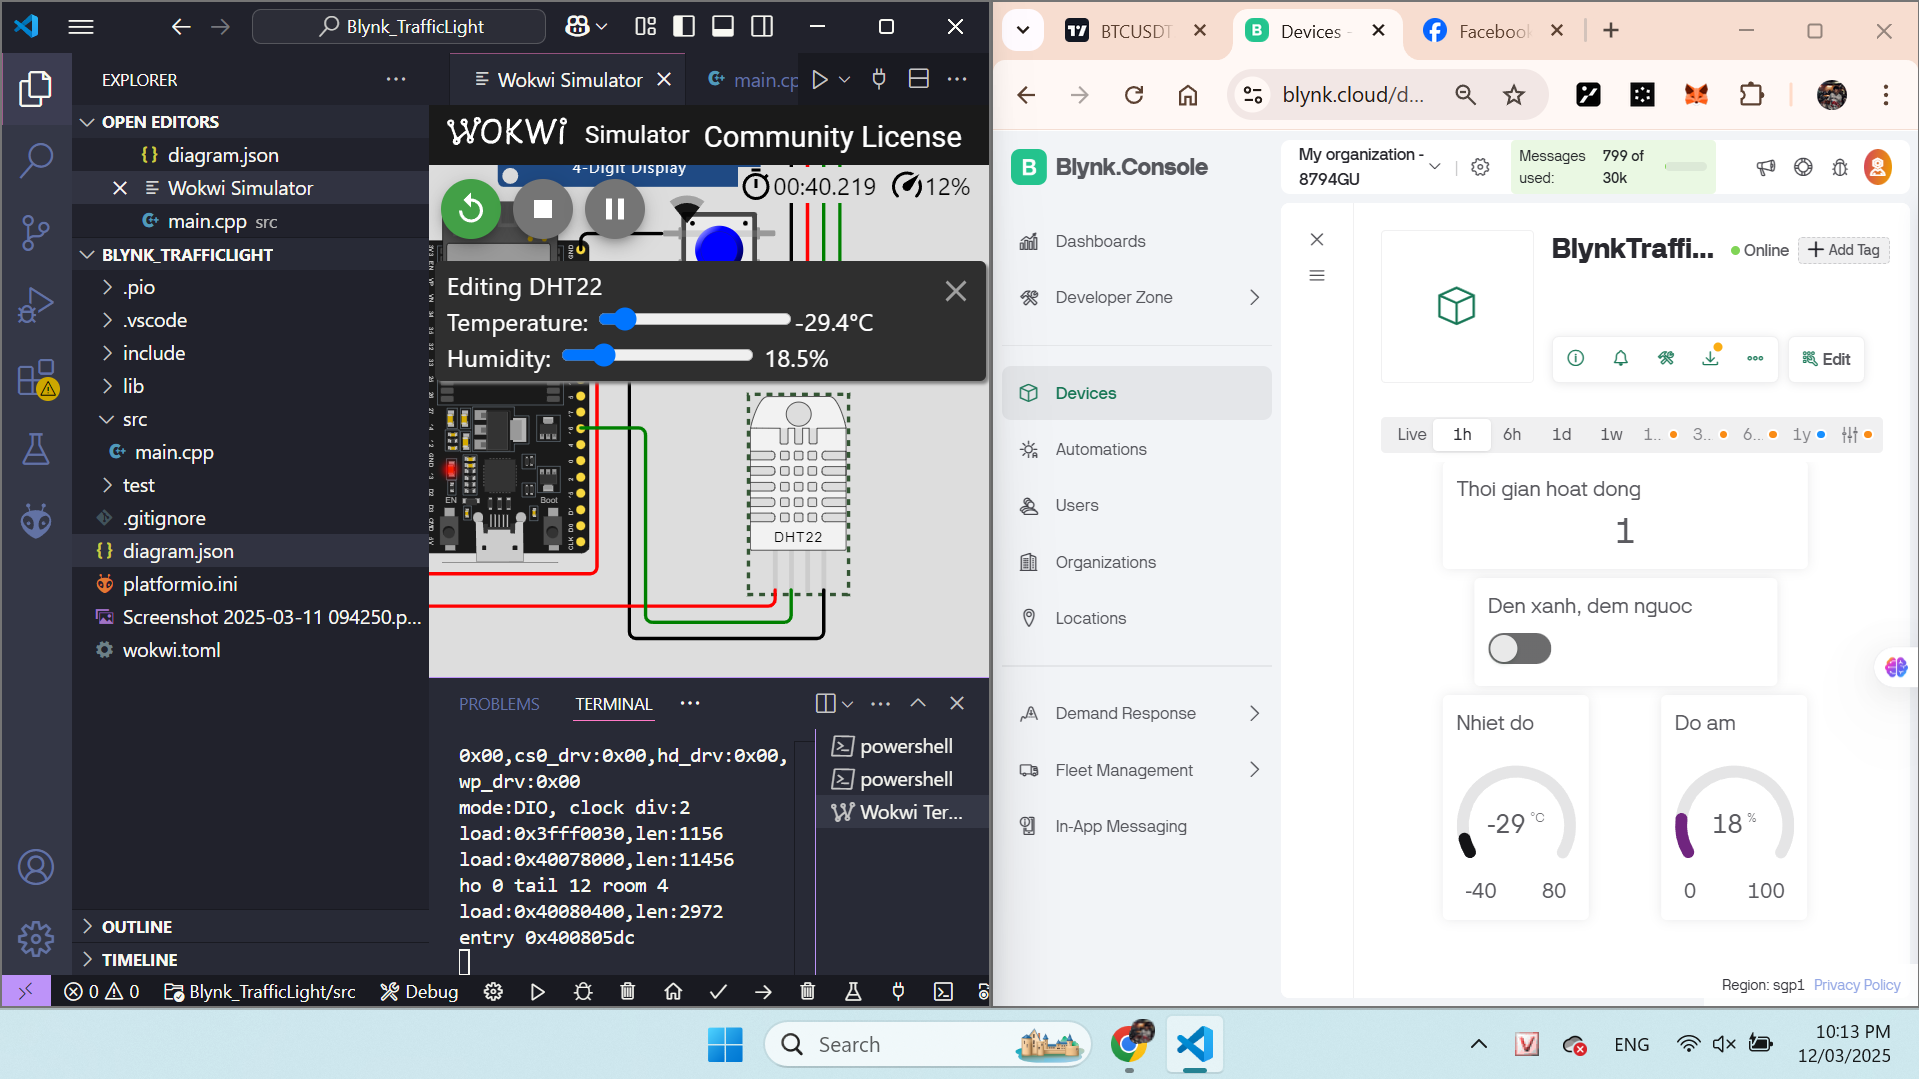 Blynk_TrafficLight
EXPLORER
OPEN EDITORS
{} diagram.json
Wokwi Simulator
main.cpp src
BLYNK_TRAFFICLIGHT
.pio
.vscode
include
lib
src
main.cpp
test
.gitignore
{} diagram.json
platformio.ini
Screenshot 2025-03-11 094250.p...
wokwi.toml
OUTLINE
TIMELINE
Wokwi Simulator
main.cp
WOKWi Simulator Community License
4-Digit Display
00:40.219
12%
GND
Editing DHT22
Temperature: -29.4°C
Humidity: 18.5%
EN
Boot
CLK
DHT22
PROBLEMS
TERMINAL
0x00,cs0_drv:0x00,hd_drv:0x00,
wp_drv:0x00
mode:DIO, clock div:2
load:0x3fff0030,len:1156
load:0x40078000,len:11456
ho 0 tail 12 room 4
load:0x40080400,len:2972
entry 0x400805dc
powershell
powershell
Wokwi Ter...
0 0
Blynk_TrafficLight/src
Debug
BTCUSDT
Devices -
Facebook
blynk.cloud/d...
B Blynk.Console
My organization -
8794GU
Messages
used:
799 of
30k
Dashboards
Developer Zone
Devices
Automations
Users
Organizations
Locations
Demand Response
Fleet Management
In-App Messaging
BlynkTraffi...
Online
Add Tag
Edit
Live 1h 6h 1d 1w 1.. 3.. 6.. 1y
Thoi gian hoat dong
1
Den xanh, dem nguoc
Nhiet do
-29 °C
-40 80
Do am
18 %
0 100
Region: sgp1 Privacy Policy
Search
ENG
10:13 PM
12/03/2025